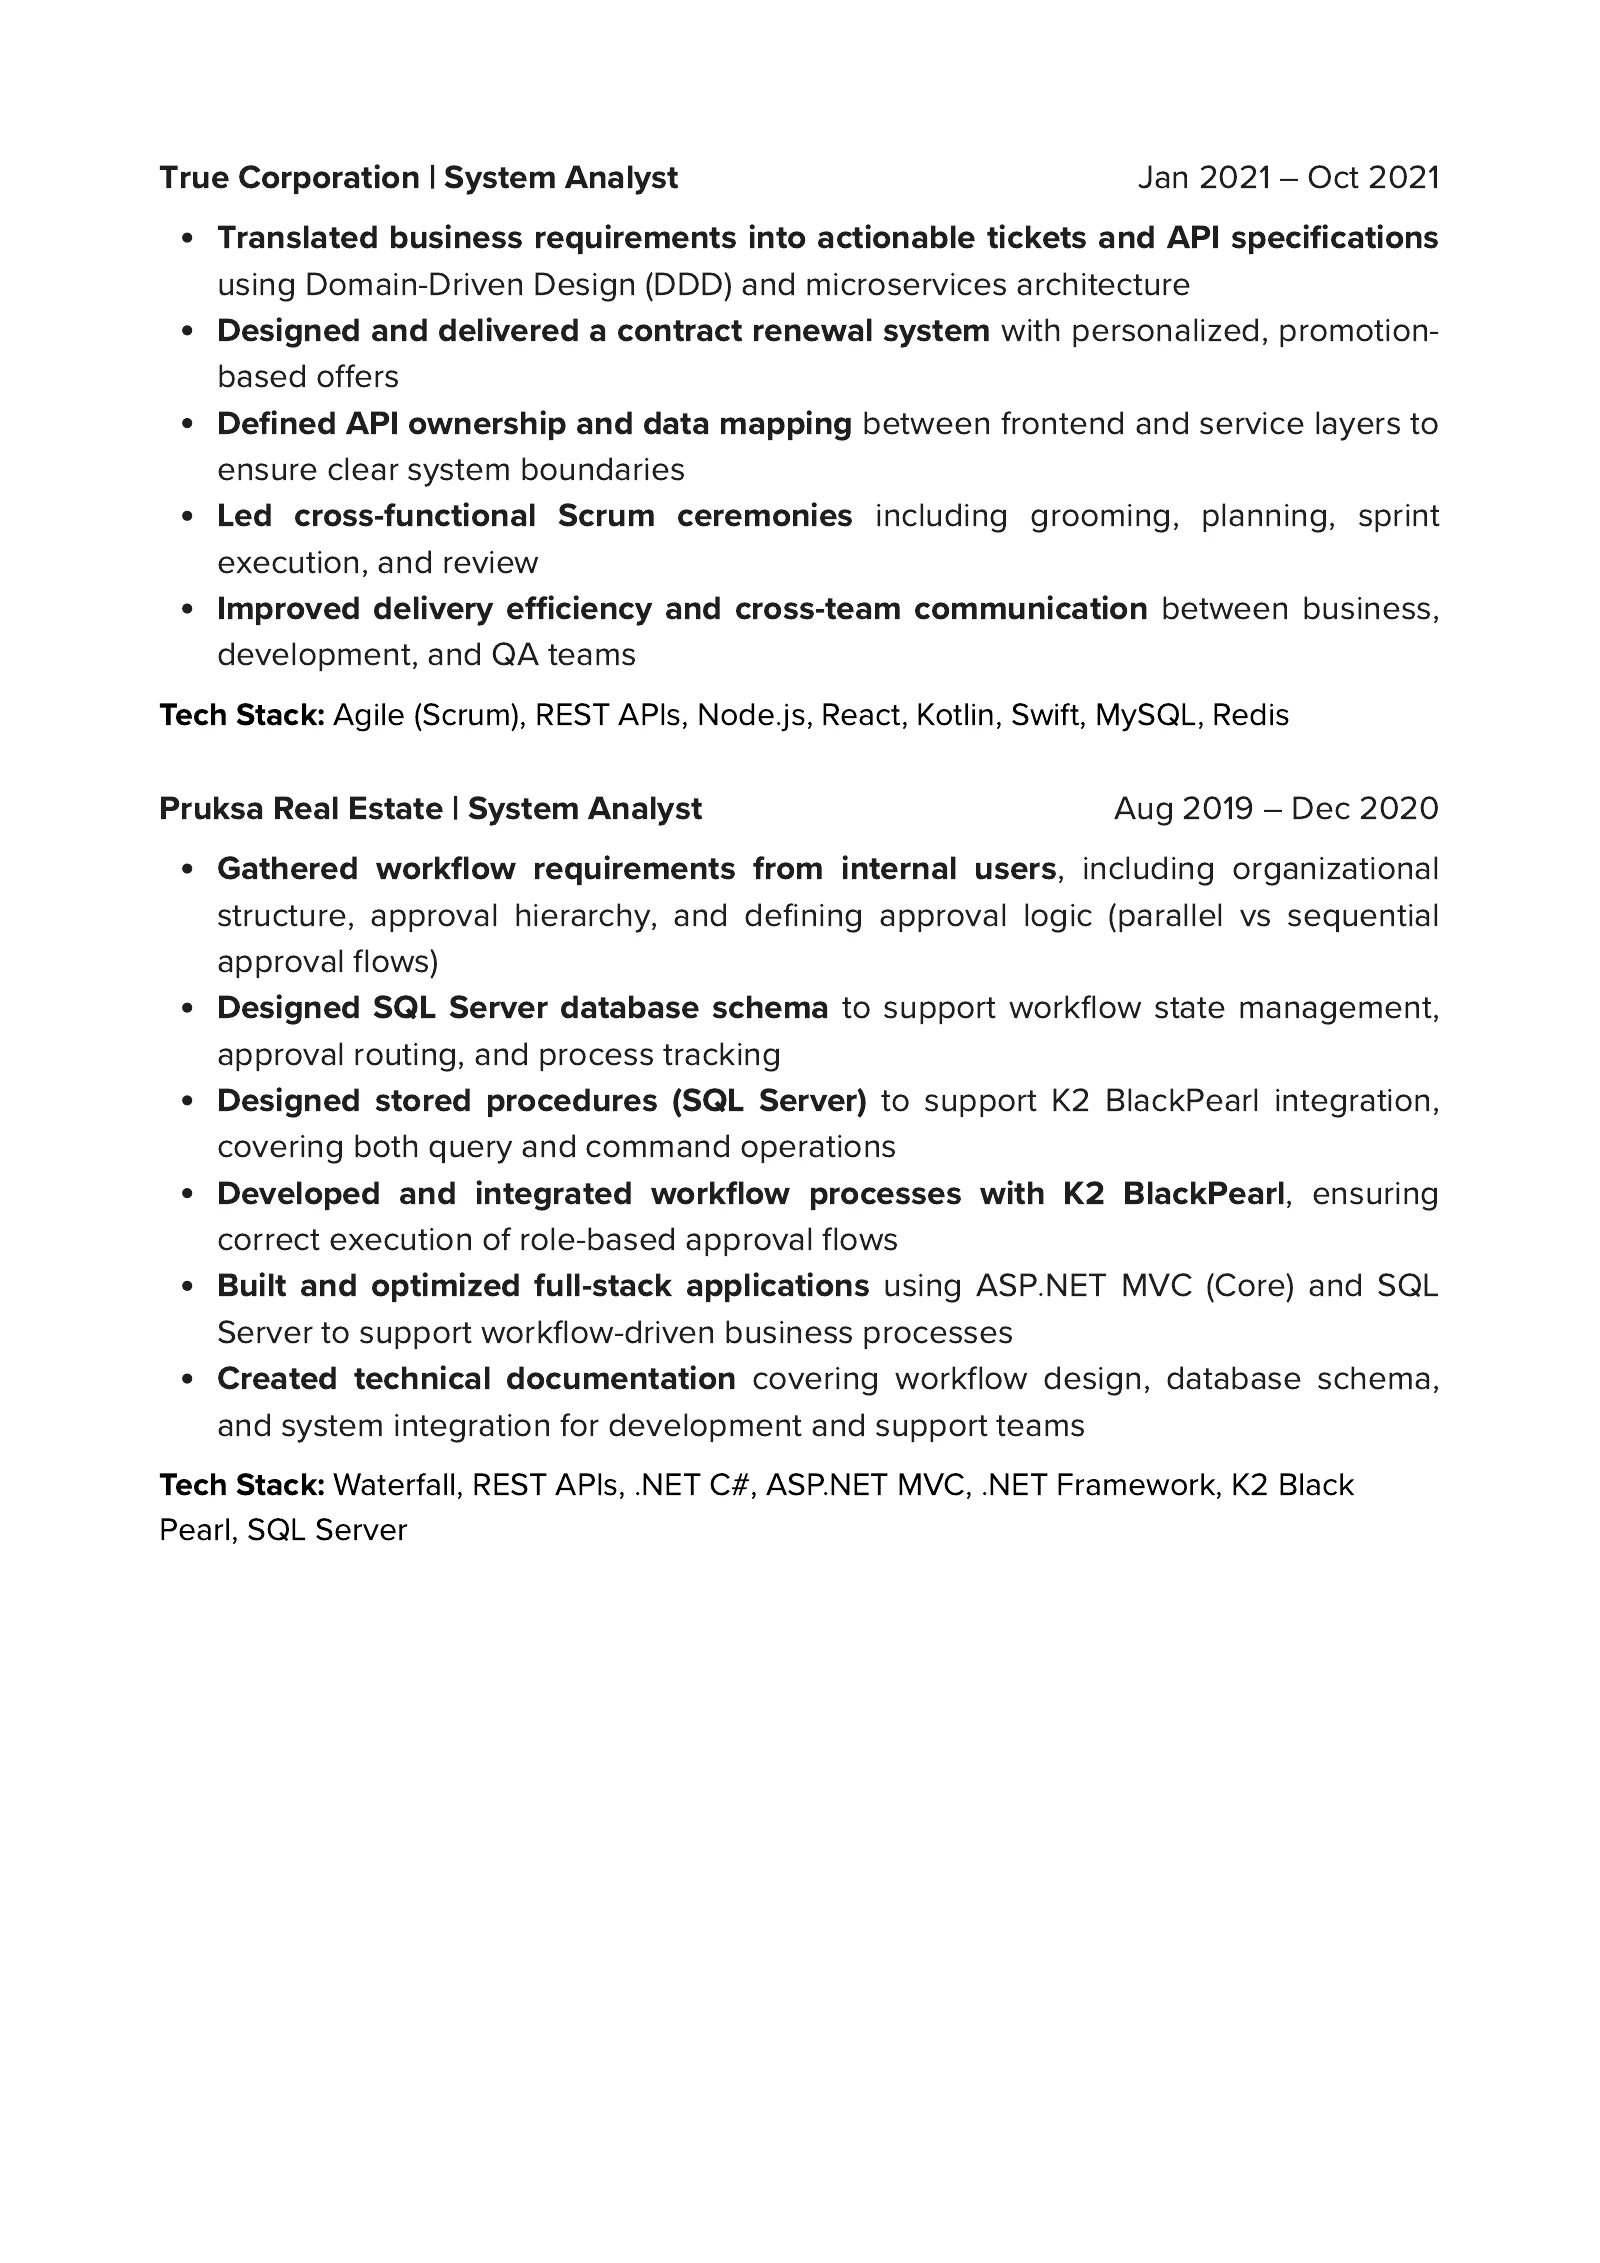 True Corporation | System Analyst Jan 2021 – Oct 2021
• Translated business requirements into actionable tickets and API specifications
using Domain-Driven Design (DDD) and microservices architecture
• Designed and delivered a contract renewal system with personalized, promotion-
based offers
• Defined API ownership and data mapping between frontend and service layers to
ensure clear system boundaries
• Led cross-functional Scrum ceremonies including grooming, planning, sprint
execution, and review
• Improved delivery efficiency and cross-team communication between business,
development, and QA teams
Tech Stack: Agile (Scrum), REST APIs, Node.js, React, Kotlin, Swift, MySQL, Redis
Pruksa Real Estate | System Analyst Aug 2019 – Dec 2020
• Gathered workflow requirements from internal users, including organizational
structure, approval hierarchy, and defining approval logic (parallel vs sequential
approval flows)
• Designed SQL Server database schema to support workflow state management,
approval routing, and process tracking
• Designed stored procedures (SQL Server) to support K2 BlackPearl integration,
covering both query and command operations
• Developed and integrated workflow processes with K2 BlackPearl, ensuring
correct execution of role-based approval flows
• Built and optimized full-stack applications using ASP.NET MVC (Core) and SQL
Server to support workflow-driven business processes
• Created technical documentation covering workflow design, database schema,
and system integration for development and support teams
Tech Stack: Waterfall, REST APIs, .NET C#, ASP.NET MVC, .NET Framework, K2 Black
Pearl, SQL Server